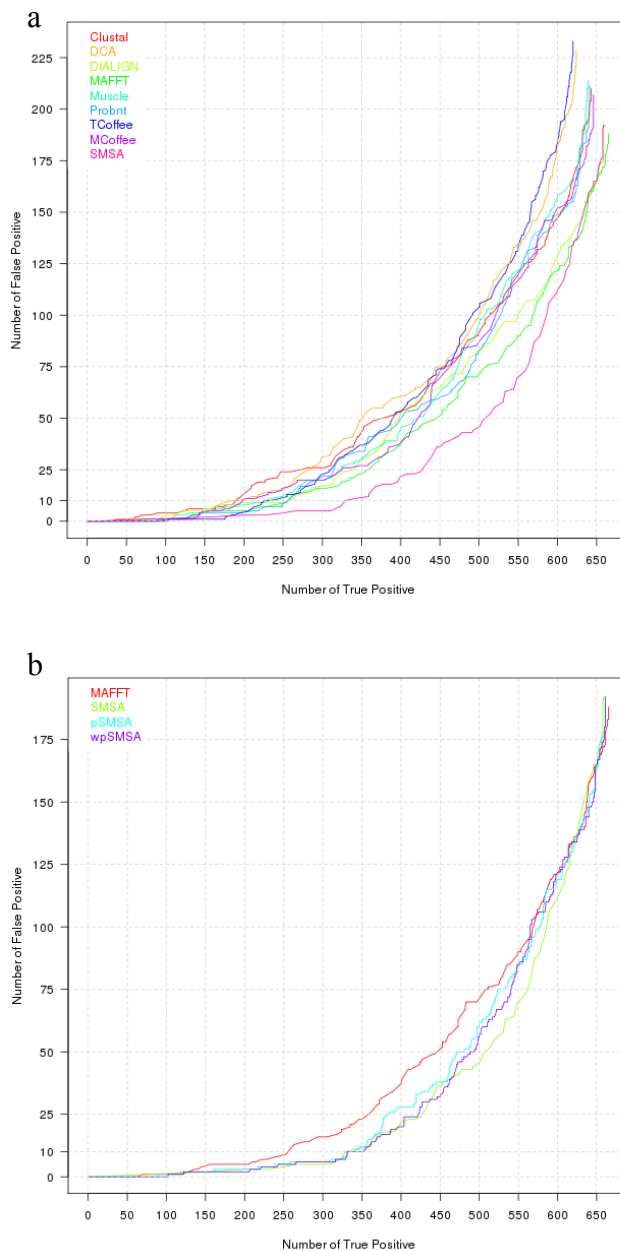 a
Clustal
DCA
DIALIGN
MAFFT
Muscle
Probnt
TCoffee
MCoffee
SMSA
225
200
175
150
125
100
75
50
25
10
0
Number of False Positive
0 50 100 150 200 250 300 350 400 450 500 550 600 650
Number of True Positive
b
MAFFT
SMSA
pSMSA
wpSMSA
175
150
125
100
75
50
25
10
0
Number of False Positive
0 50 100 150 200 250 300 350 400 450 500 550 600 650
Number of True Positive